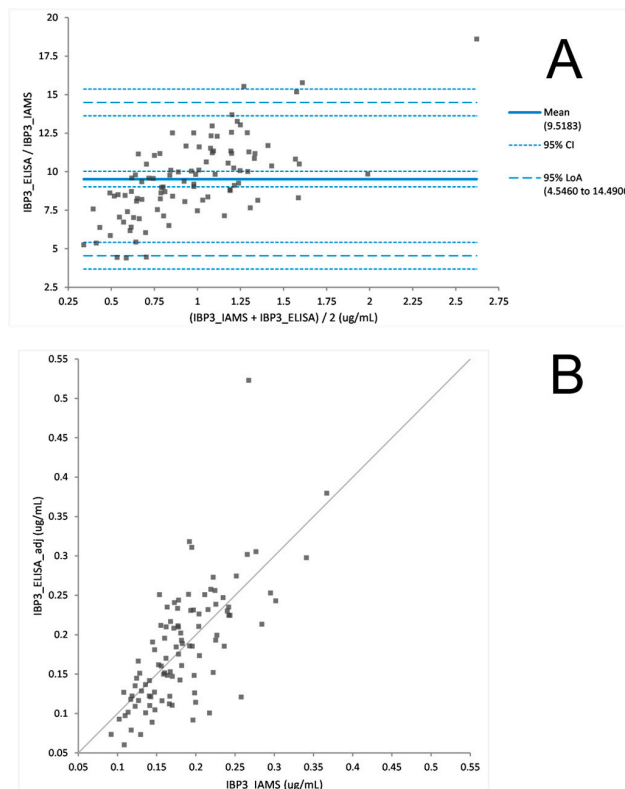 A
20
17.5
15
12.5
10
7.5
5
2.5
IBP3_ELISA / IBP3_IAMS
0.25 0.5 0.75 1 1.25 1.5 1.75 2 2.25 2.5 2.75
(IBP3_IAMS + IBP3_ELISA) / 2 (ug/mL)
Mean
(9.5183)
95% CI
95% LoA
(4.5460 to 14.490
B
0.55
0.5
0.45
0.4
0.35
0.3
0.25
0.2
0.15
0.1
0.05
IBP3_ELISA_adj (ug/mL)
0.05 0.1 0.15 0.2 0.25 0.3 0.35 0.4 0.45 0.5 0.55
IBP3_IAMS (ug/mL)